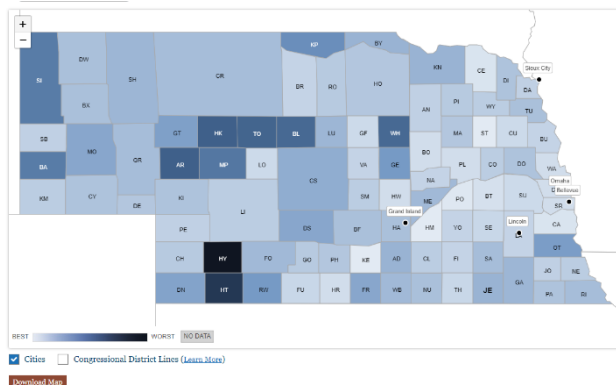 +
−
KP
BY
SI
DW
SH
CR
BR
RO
HO
KN
CE
DI
Sioux City
DA
BX
AN
PI
WY
TU
SB
MO
GR
GT
HK
TO
BL
LU
GF
WH
MA
ST
CU
BU
BA
AR
MP
LO
VA
GE
BO
PL
CO
DO
WA
KM
CY
DE
KI
LI
CS
SM
HW
NA
ME
PO
BT
SU
Omaha
Bellevue
SR
PE
DS
BF
HA
Grand Island
HM
YO
SE
Lincoln
CA
OT
CH
HY
FO
GO
PH
KE
AD
CL
FI
SA
JO
NE
DN
HT
RW
FU
HR
FR
WB
NU
TH
JE
GA
PA
RI
BEST
WORST
NO DATA
Cities
Congressional District Lines (Learn More)
Download Map